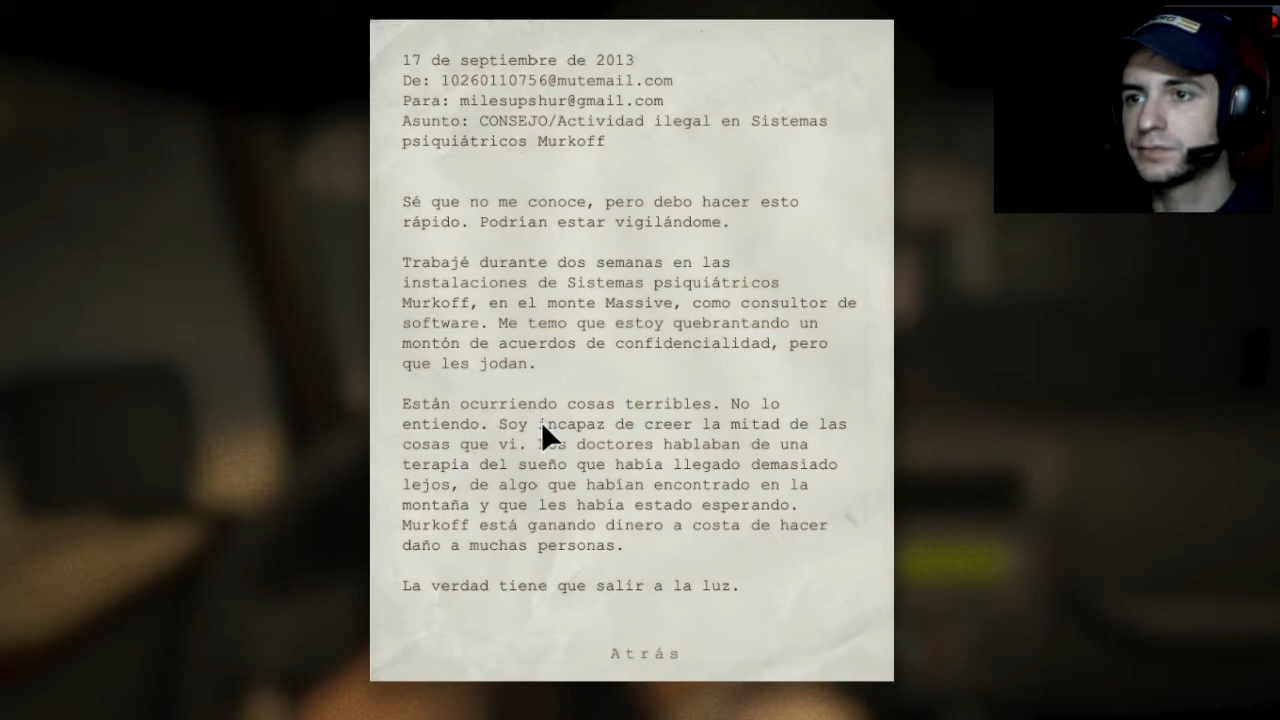 17 de septiembre de 2013
De: 10260110756@mutemail.com
Para: milesupshur@gmail.com
Asunto: CONSEJO/Actividad ilegal en Sistemas
psiquiátricos Murkoff
Sé que no me conoce, pero debo hacer esto
rápido. Podrían estar vigilándome.
Trabajé durante dos semanas en las
instalaciones de Sistemas psiquiátricos
Murkoff, en el monte Massive, como consultor de
software. Me temo que estoy quebrantando un
montón de acuerdos de confidencialidad, pero
que les jodan.
Están ocurriendo cosas terribles. No lo
entiendo. Soy incapaz de creer la mitad de las
cosas que vi. Los doctores hablaban de una
terapia del sueño que había llegado demasiado
lejos, de algo que habían encontrado en la
montaña y que les había estado esperando.
Murkoff está ganando dinero a costa de hacer
daño a muchas personas.
La verdad tiene que salir a la luz.
Atrás